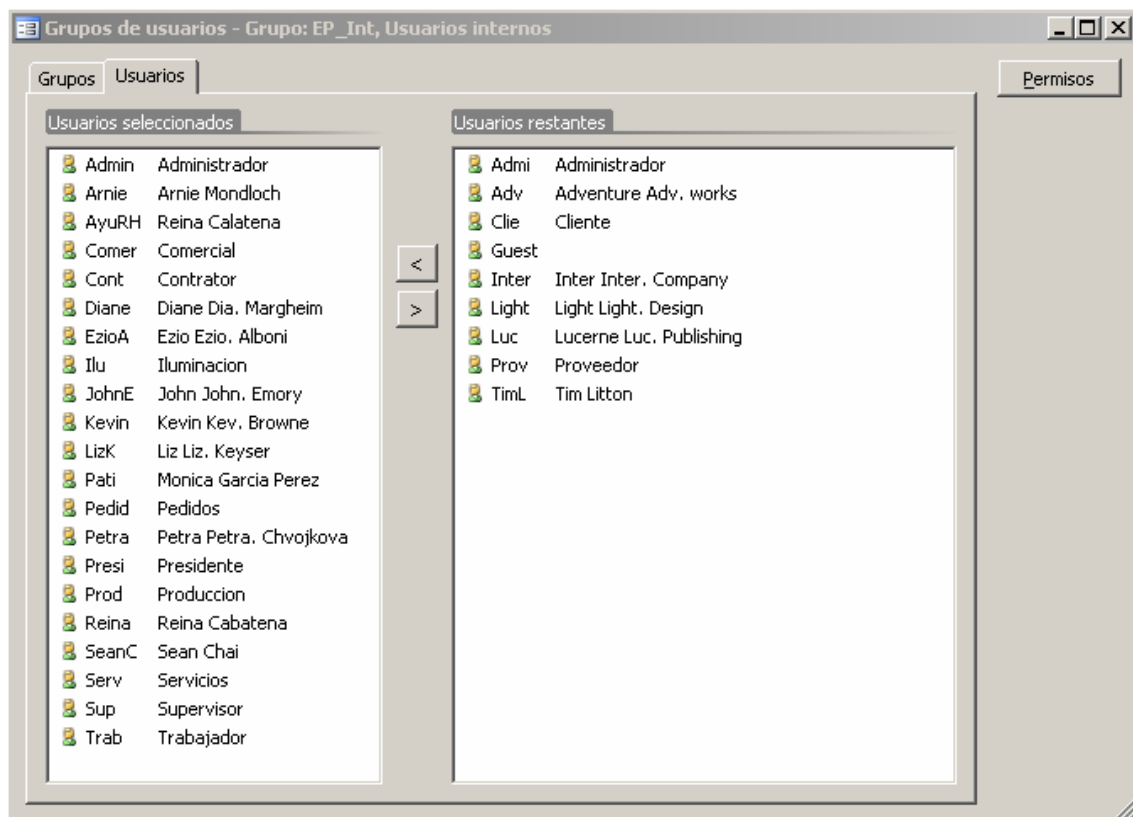 Grupos de usuarios - Grupo: EP_Int, Usuarios internos
Grupos
Usuarios
Permisos
Usuarios seleccionados
Admin Administrador
Arnie Arnie Mondloch
AyuRH Reina Calatena
Comer Comercial
Cont Contrator
Diane Diane Dia. Margheim
EzioA Ezio Ezio. Alboni
Ilu Iluminacion
JohnE John John. Emory
Kevin Kevin Kev. Browne
LizK Liz Liz. Keyser
Pati Monica Garcia Perez
Pedid Pedidos
Petra Petra Petra. Chvojkova
Presi Presidente
Prod Produccion
Reina Reina Cabatena
SeanC Sean Chai
Serv Servicios
Sup Supervisor
Trab Trabajador
<
>
Usuarios restantes
Admi Administrador
Adv Adventure Adv. works
Clie Cliente
Guest
Inter Inter Inter. Company
Light Light Light. Design
Luc Lucerne Luc. Publishing
Prov Proveedor
TimL Tim Litton